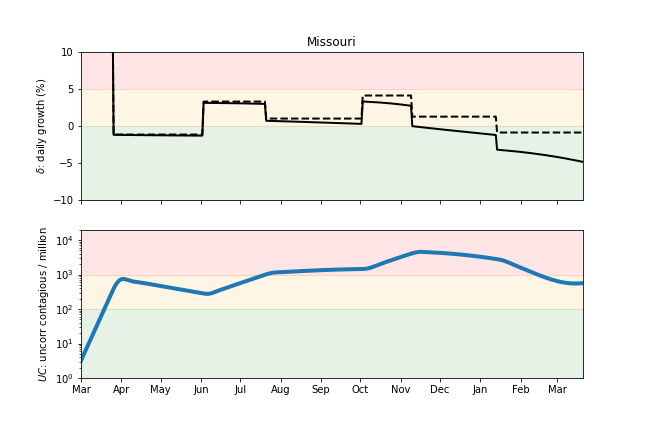 Missouri
10
5
0
−5
−10
δ: daily growth (%)
10⁴
10³
10²
10¹
10⁰
UC: uncorr contagious / million
Mar Apr May Jun Jul Aug Sep Oct Nov Dec Jan Feb Mar